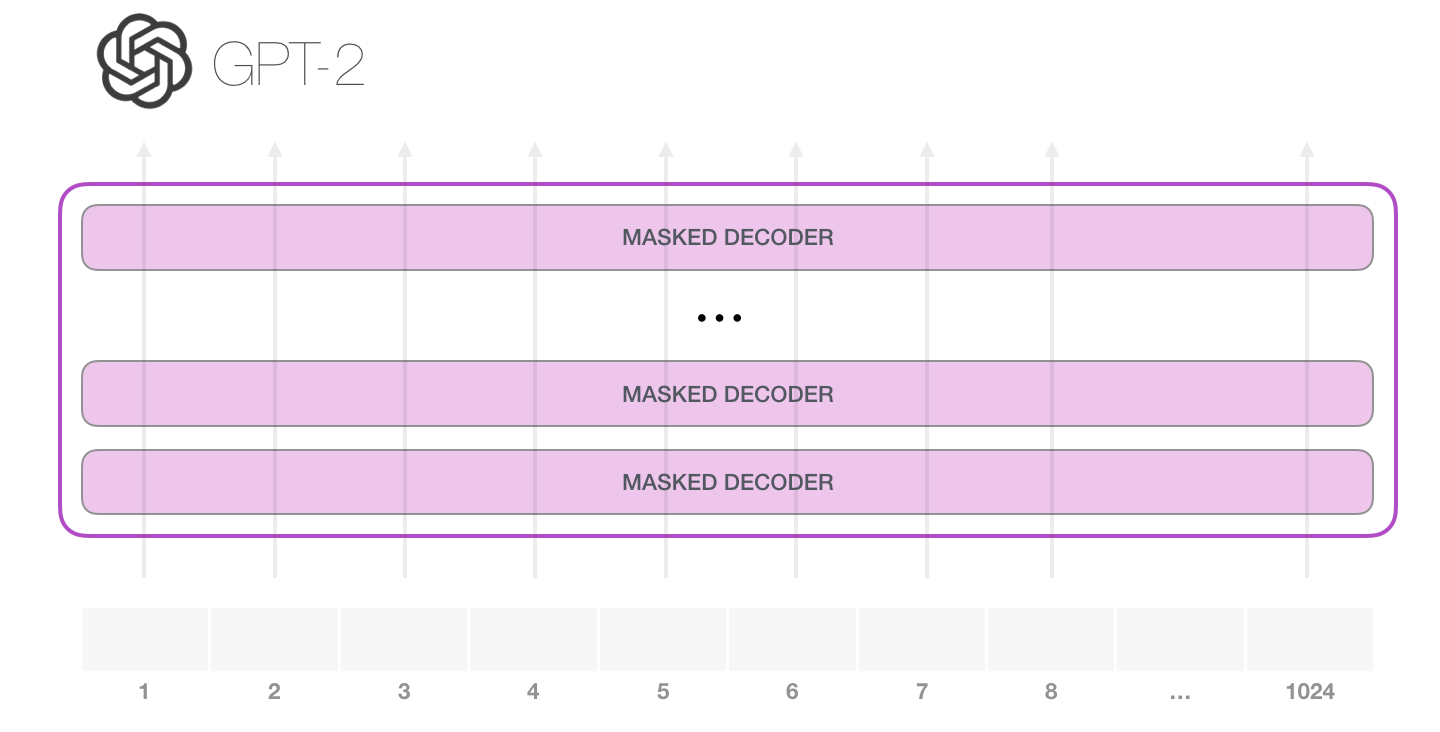 GPT-2
MASKED DECODER
...
MASKED DECODER
MASKED DECODER
1 2 3 4 5 6 7 8 ... 1024